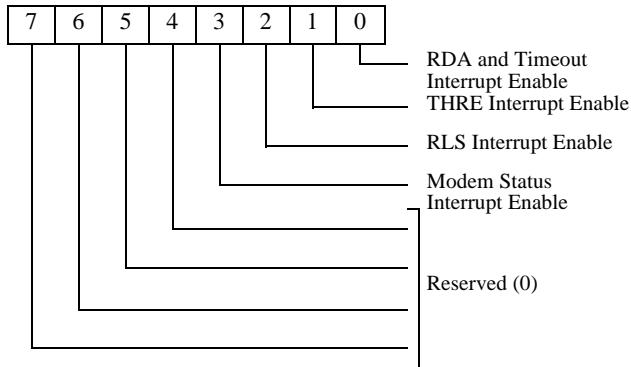 7 6 5 4 3 2 1 0
RDA and Timeout
Interrupt Enable
THRE Interrupt Enable
RLS Interrupt Enable
Modem Status
Interrupt Enable
Reserved (0)